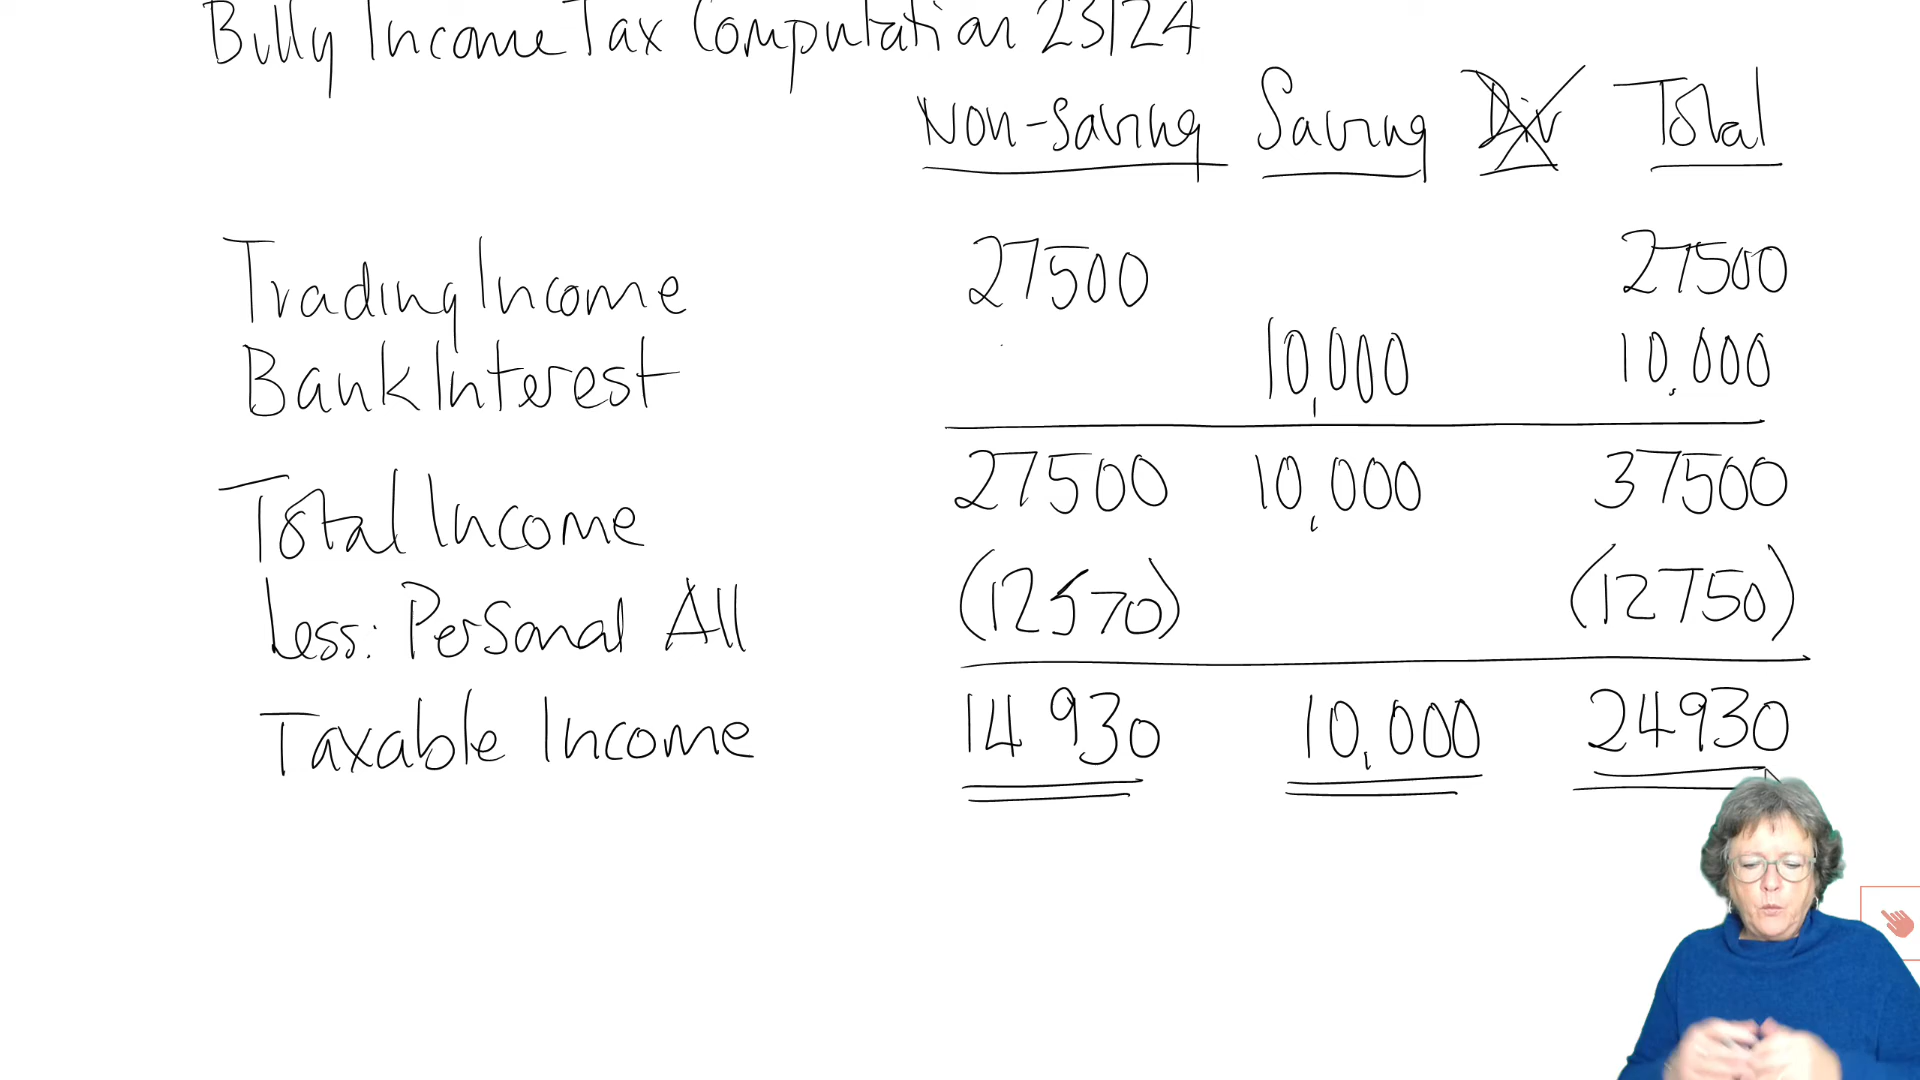 Billy Income Tax Computation 23/24
Non-Saving Saving Div Total
Trading Income 27500 27500
Bank Interest 10,000 10,000
Total Income 27500 10,000 37500
Less: Personal All (12570) (12750)
Taxable Income 14930 10,000 24930